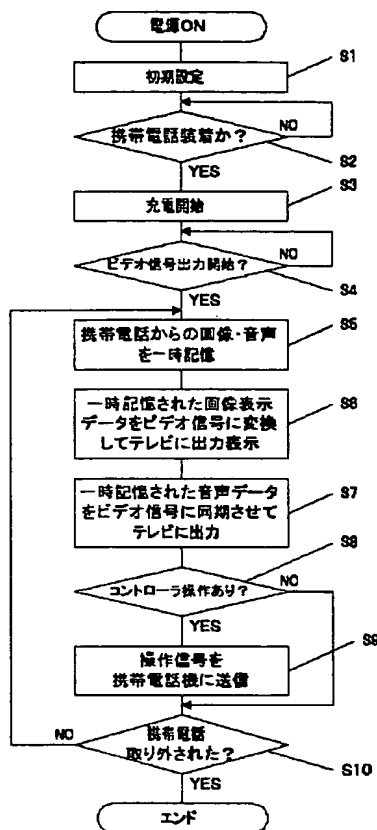 電源ON
S1
初期設定
NO
携帯電話装着か?
S2
YES
S3
充電開始
NO
ビデオ信号出力開始?
S4
YES
S5
携帯電話からの画像・音声
を一時記憶
S6
一時記憶された画像表示
データをビデオ信号に変換
してテレビに出力表示
S7
一時記憶された音声データ
をビデオ信号に同期させて
テレビに出力
S8
コントローラ操作あり?
NO
YES
S9
操作信号を
携帯電話機に送信
NO
携帯電話
取り外された?
S10
YES
エンド